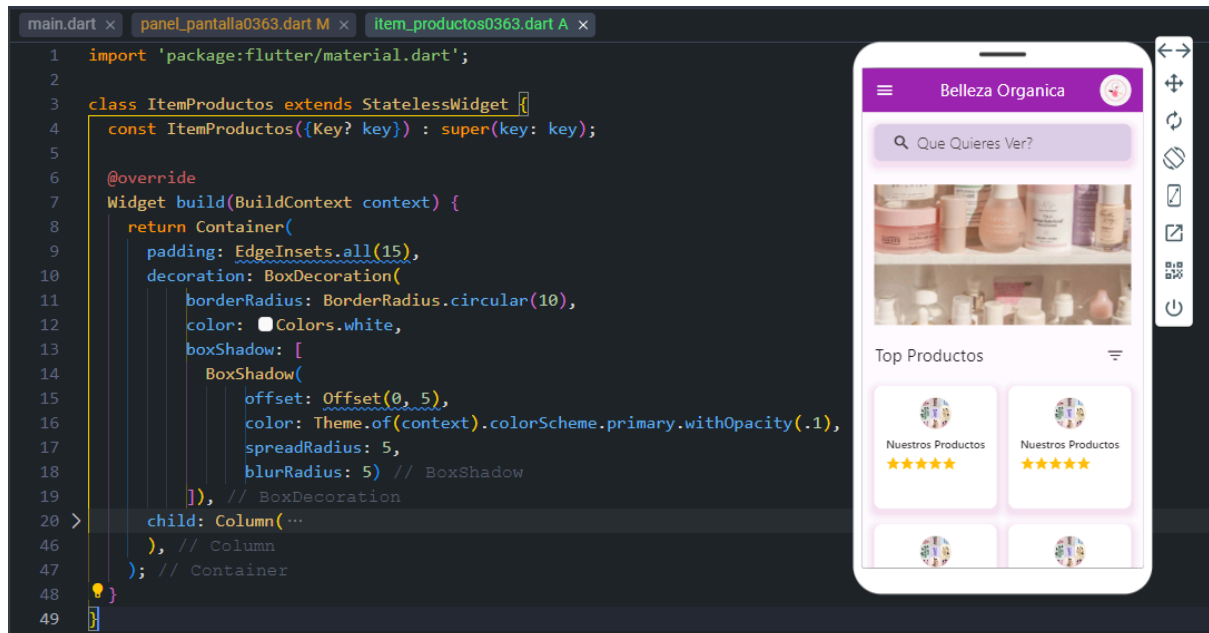 main.dart × panel_pantalla0363.dart M × item_productos0363.dart A ×
1 import 'package:flutter/material.dart';
2
3 class ItemProductos extends StatelessWidget {
4 const ItemProductos({Key? key}) : super(key: key);
5
6 @override
7 Widget build(BuildContext context) {
8 return Container(
9 padding: EdgeInsets.all(15),
10 decoration: BoxDecoration(
11 borderRadius: BorderRadius.circular(10),
12 color: Colors.white,
13 boxShadow: [
14 BoxShadow(
15 offset: Offset(0, 5),
16 color: Theme.of(context).colorScheme.primary.withOpacity(.1),
17 spreadRadius: 5,
18 blurRadius: 5) // BoxShadow
19 ]), // BoxDecoration
20 child: Column(…
46 ), // Column
47 ); // Container
48 }
49 }
Belleza Organica
Que Quieres Ver?
Top Productos
Nuestros Productos Nuestros Productos